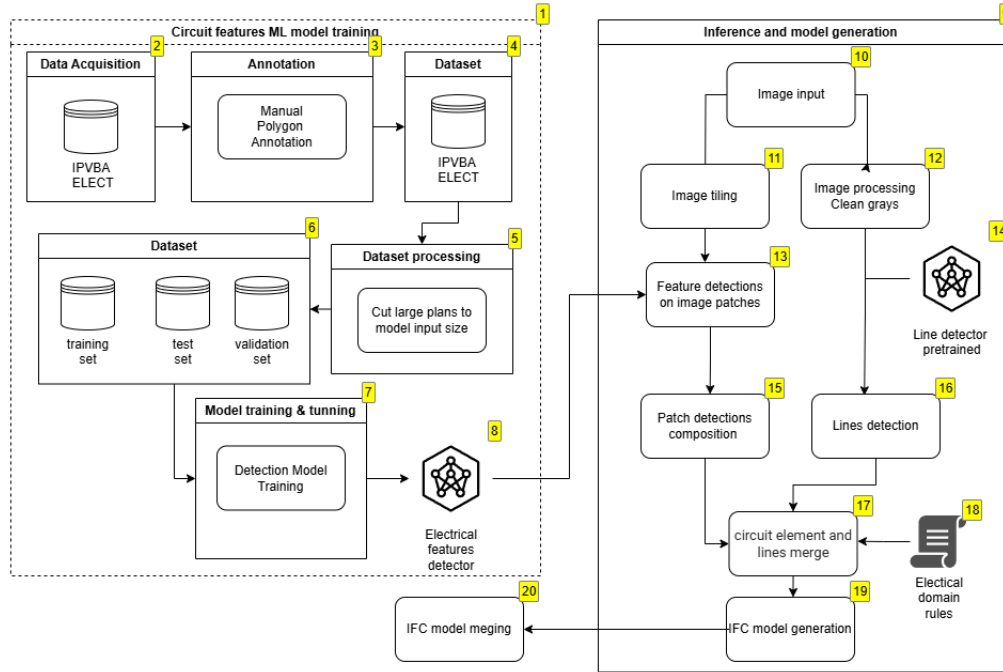 1
Circuit features ML model training
2
Data Acquisition
IPVBA
ELECT
3
Annotation
Manual
Polygon
Annotation
4
Dataset
IPVBA
ELECT
5
Dataset processing
Cut large plans to
model input size
6
Dataset
training
set
test
set
validation
set
7
Model training & tunning
Detection Model
Training
8
Electrical
features
detector
Inference and model generation
10
Image input
11
Image tiling
12
Image processing
Clean grays
13
Feature detections
on image patches
14
Line detector
pretrained
15
Patch detections
composition
16
Lines detection
17
circuit element and
lines merge
18
Electical
domain
rules
19
IFC model generation
20
IFC model meging